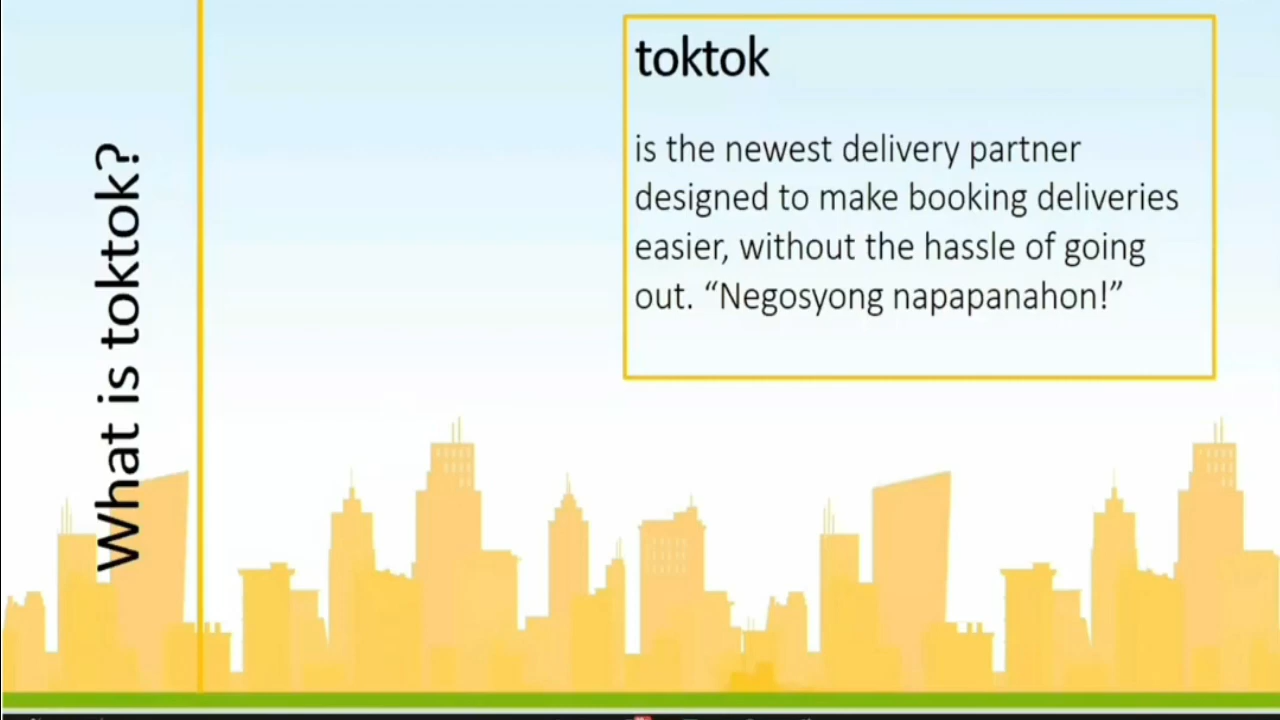 What is toktok?
toktok
is the newest delivery partner
designed to make booking deliveries
easier, without the hassle of going
out. “Negosyong napapanahon!”